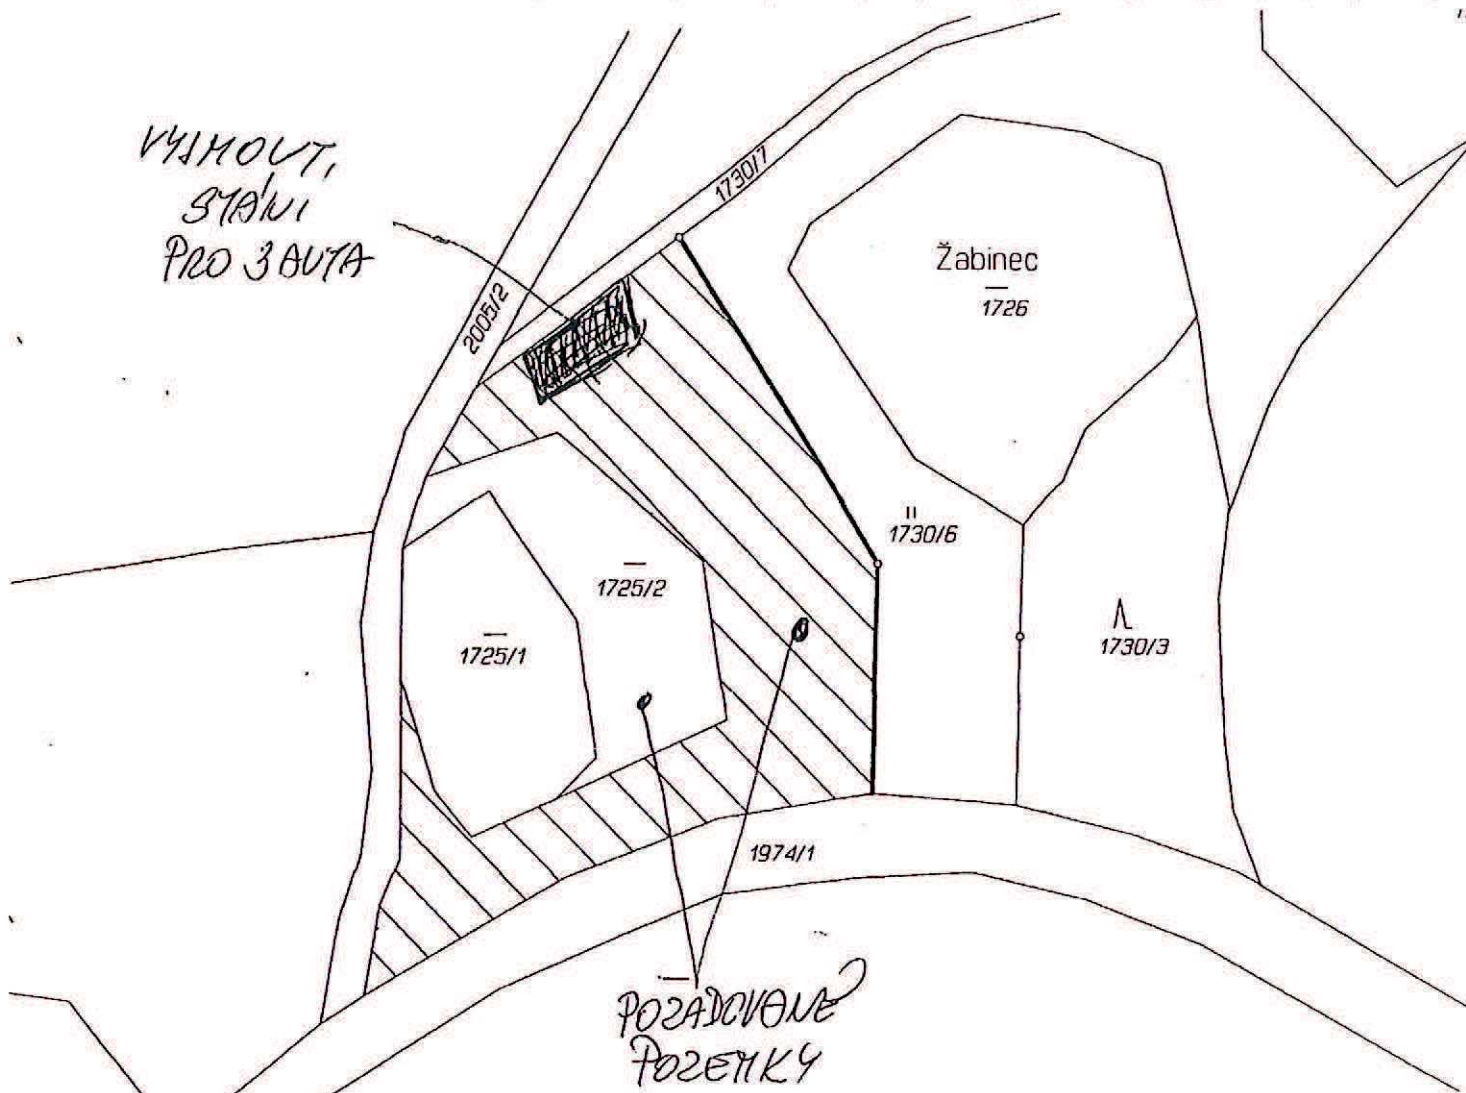 VYJMOUT,
STÁNÍ
PRO 3 AUTA
1730/7
2005/2
Žabinec
1726
1730/6
1725/2
1725/1
1730/3
1974/1
POŽADOVANÉ
POZEMKY